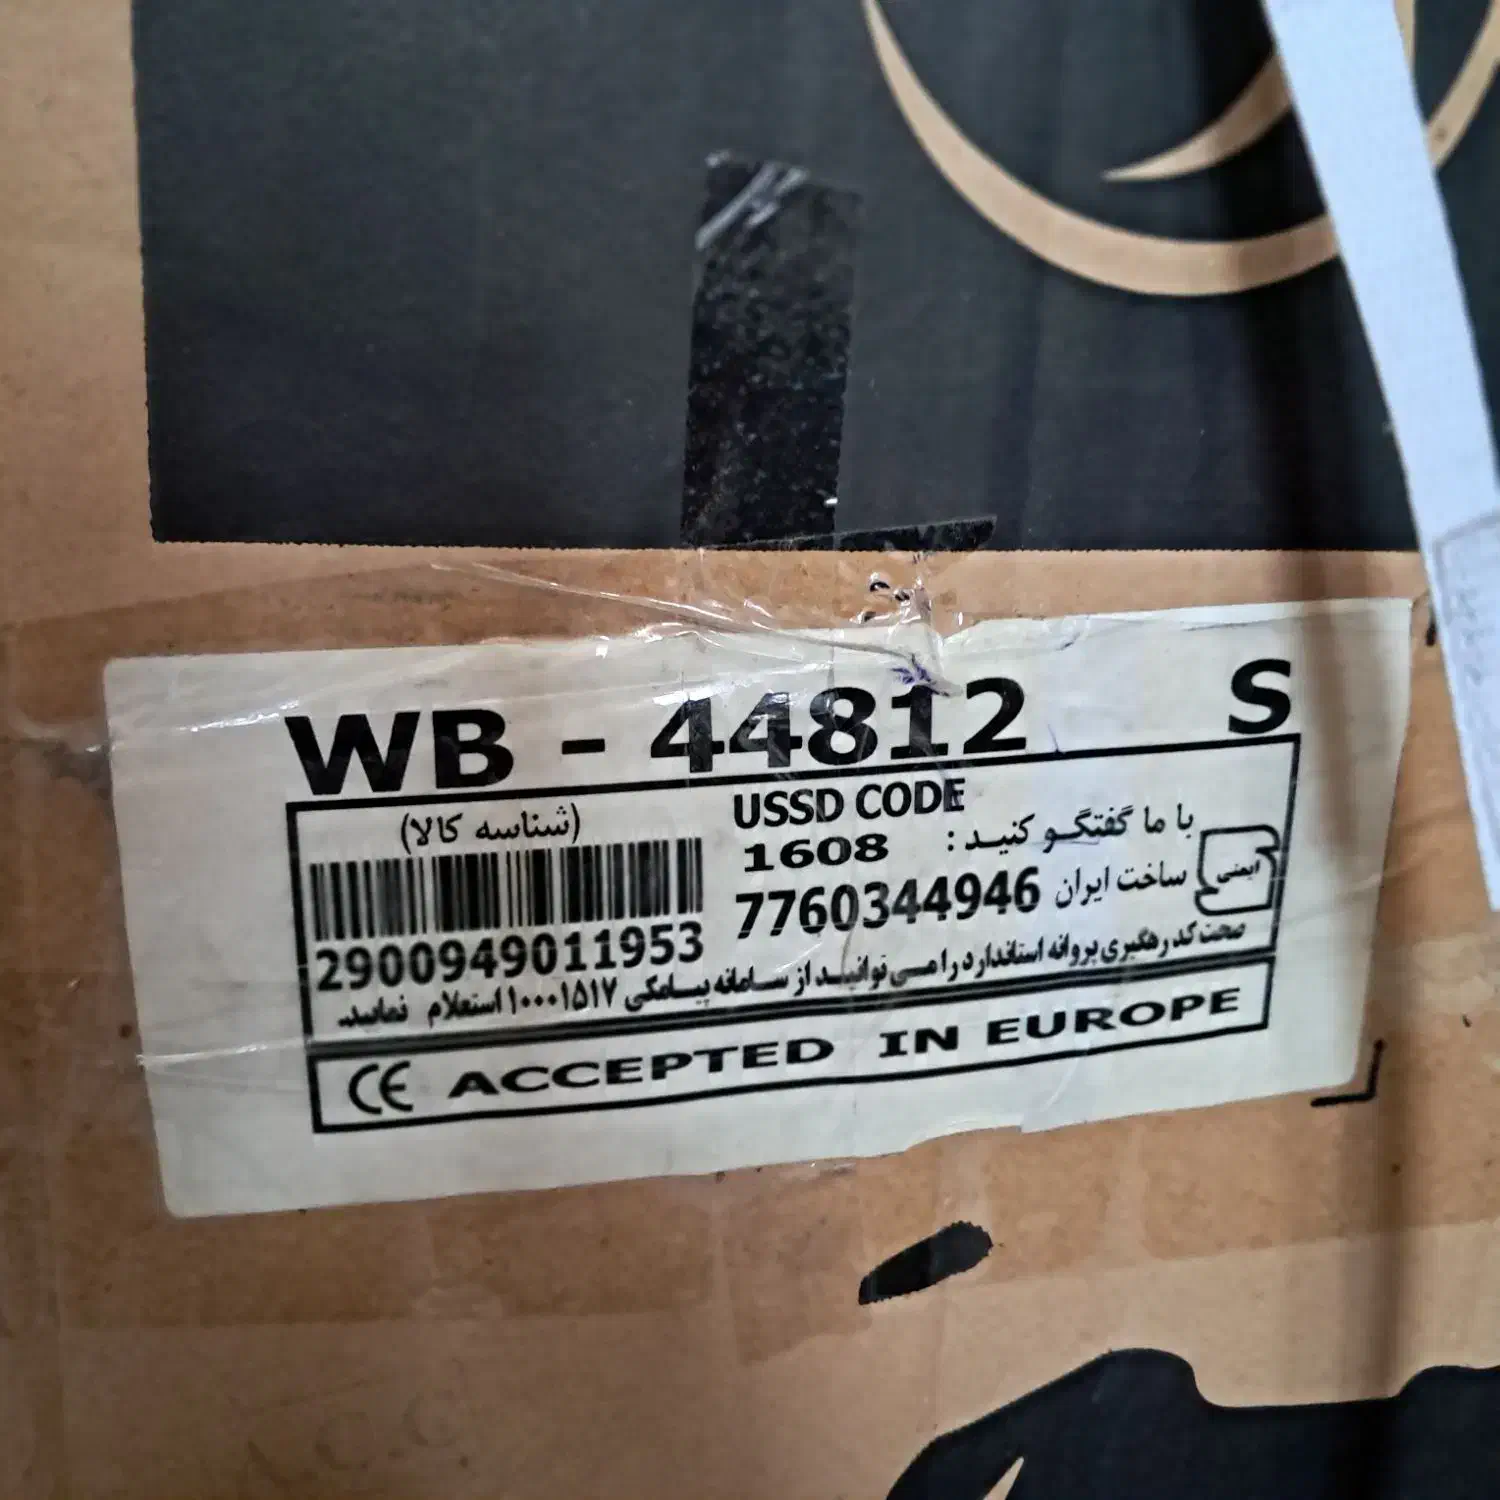 WB - 44812 S
(شناسه کالا)
2900949011953
USSD CODE
با ما گفتگو کنید : 1608
7760344946 ساخت ایران
ایمنی
صحت کد رهگیری پروانه استاندارد را می توانید از سامانه پیامکی ۱۰۰۰۱۵۱۷ استعلام نمایید.
CE ACCEPTED IN EUROPE